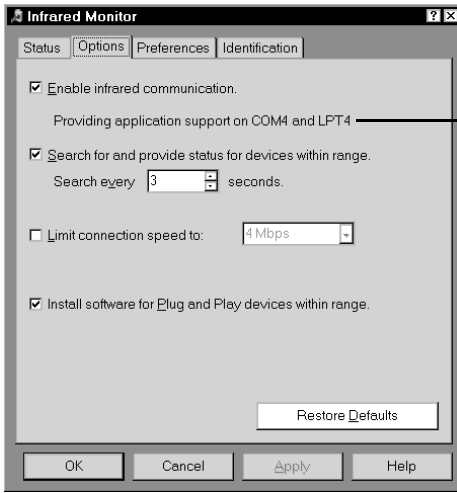 Infrared Monitor
Status Options Preferences Identification
Enable infrared communication.
Providing application support on COM4 and LPT4
Search for and provide status for devices within range.
Search every 3 seconds.
Limit connection speed to: 4 Mbps
Install software for Plug and Play devices within range.
Restore Defaults
OK Cancel Apply Help